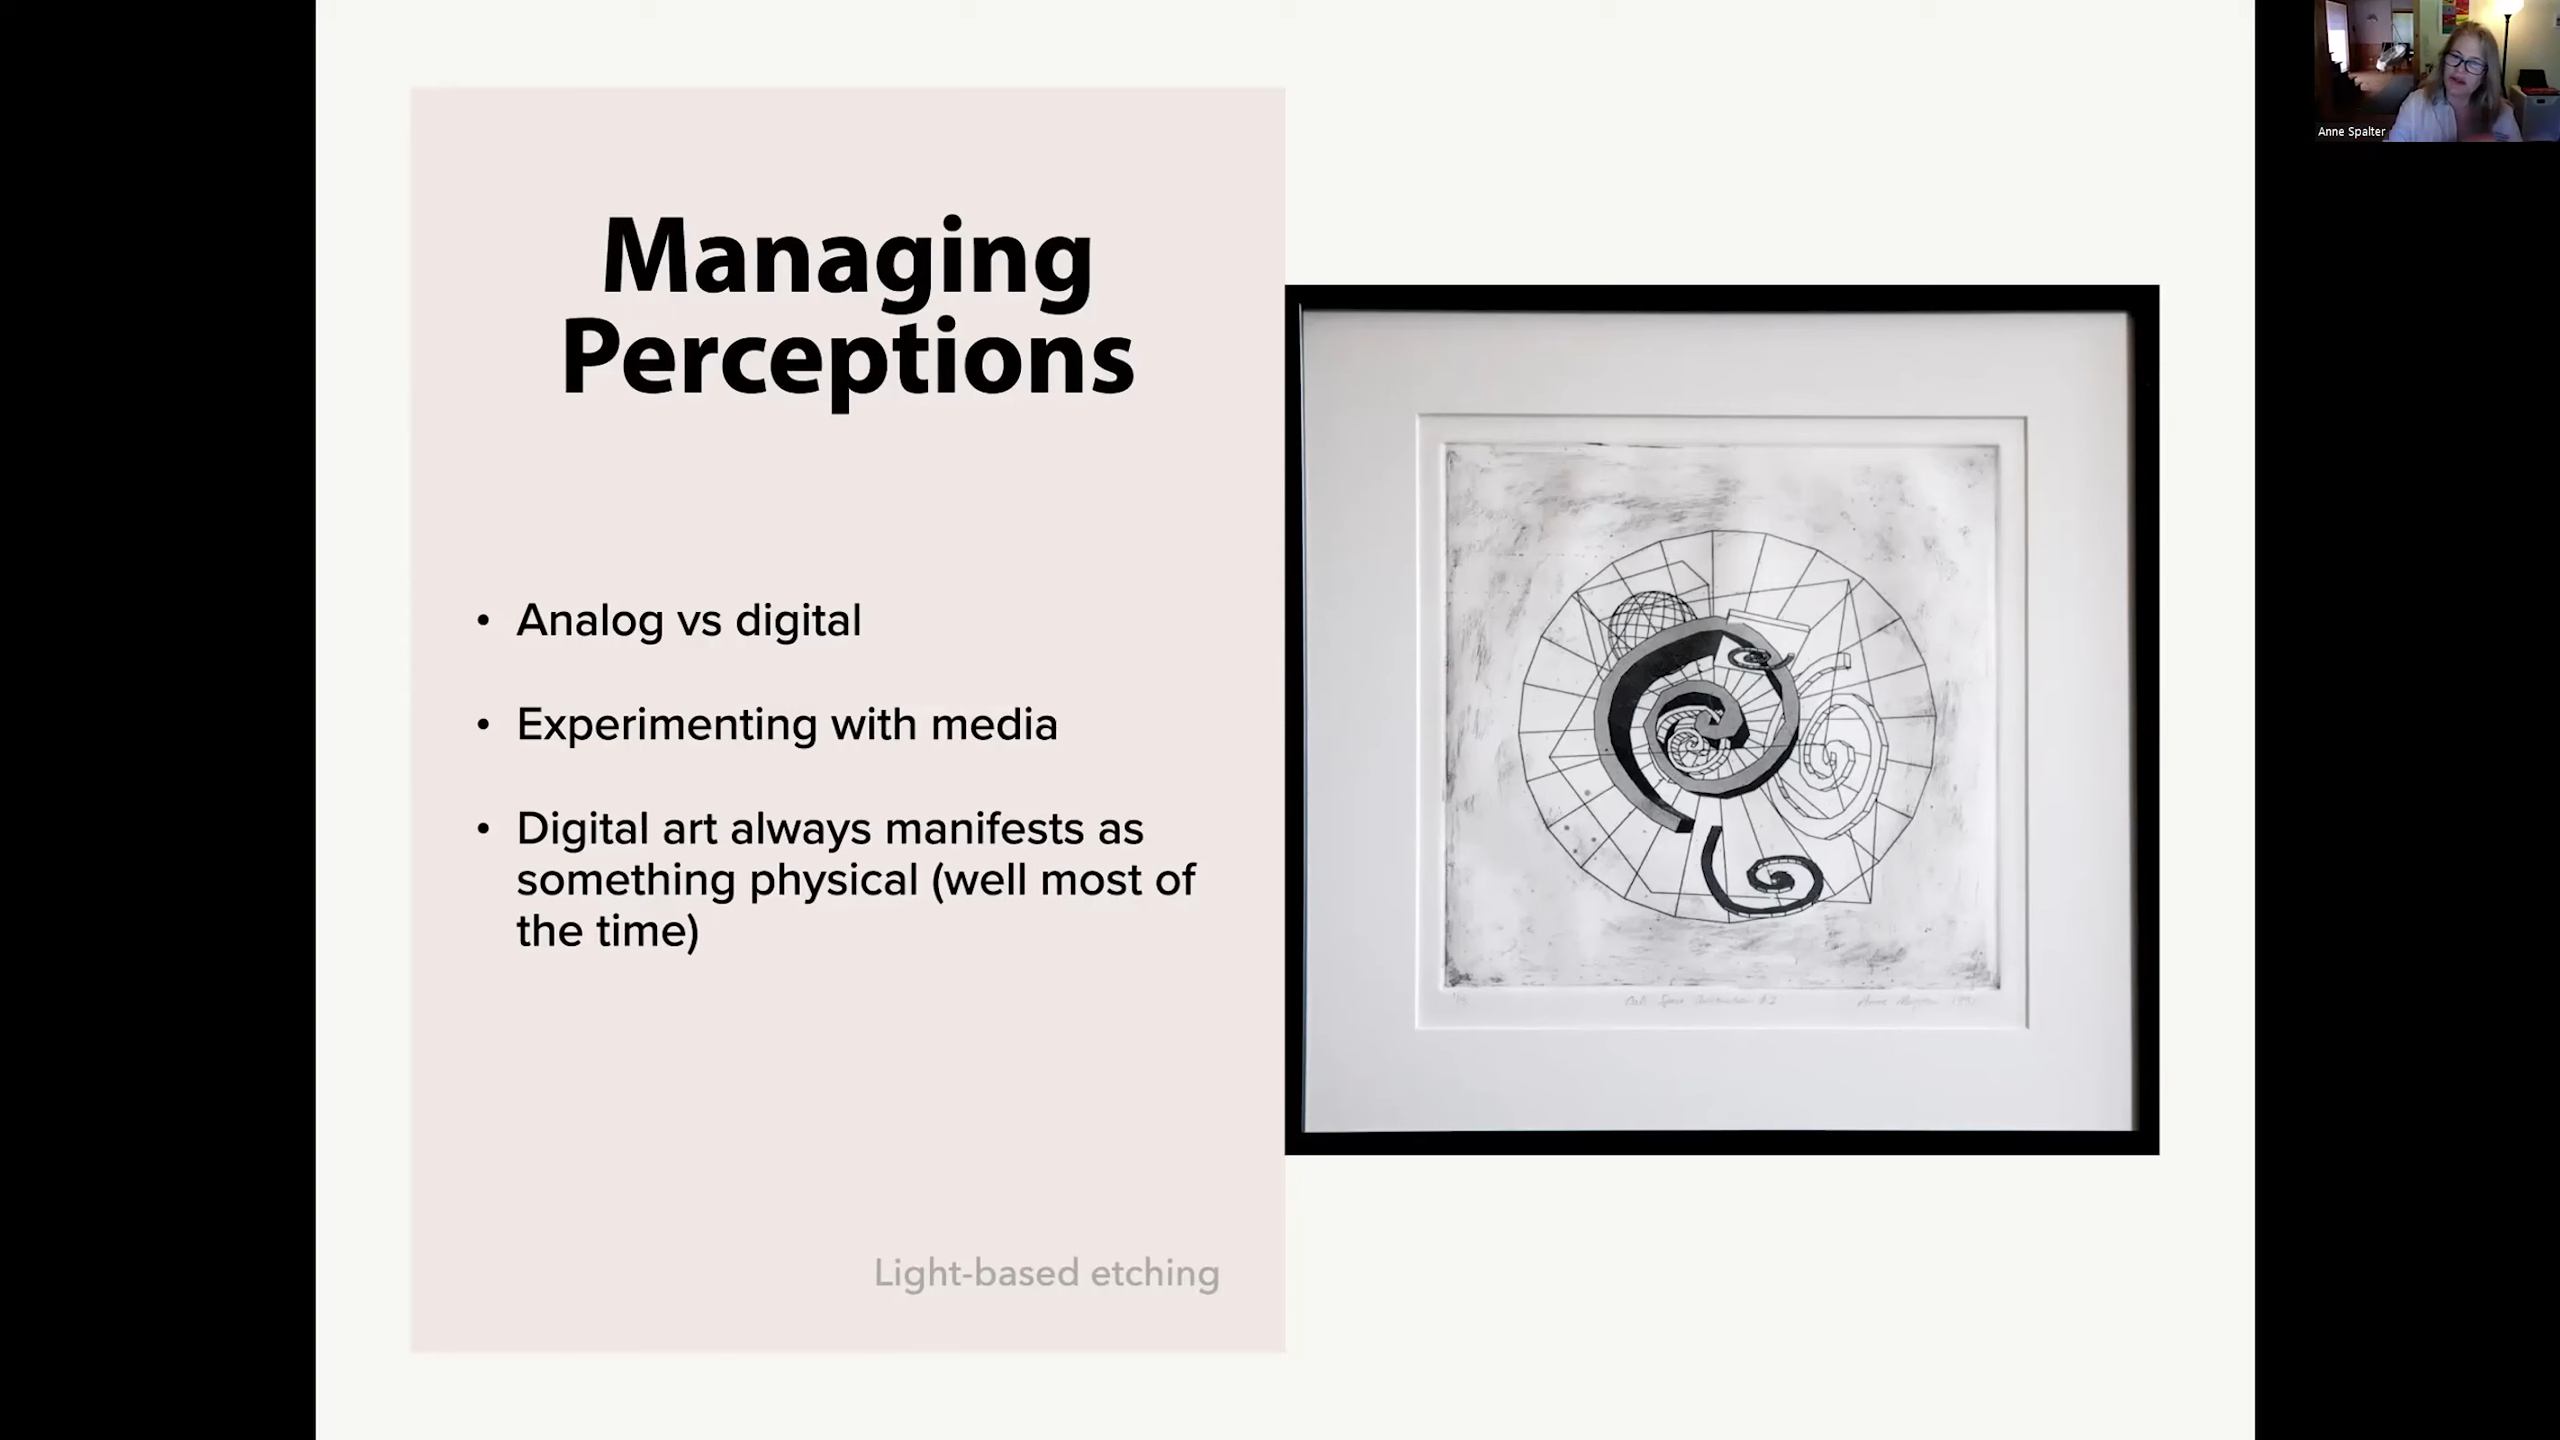 Managing
Perceptions
• Analog vs digital
• Experimenting with media
• Digital art always manifests as
something physical (well most of
the time)
Light-based etching
Anne Spalter